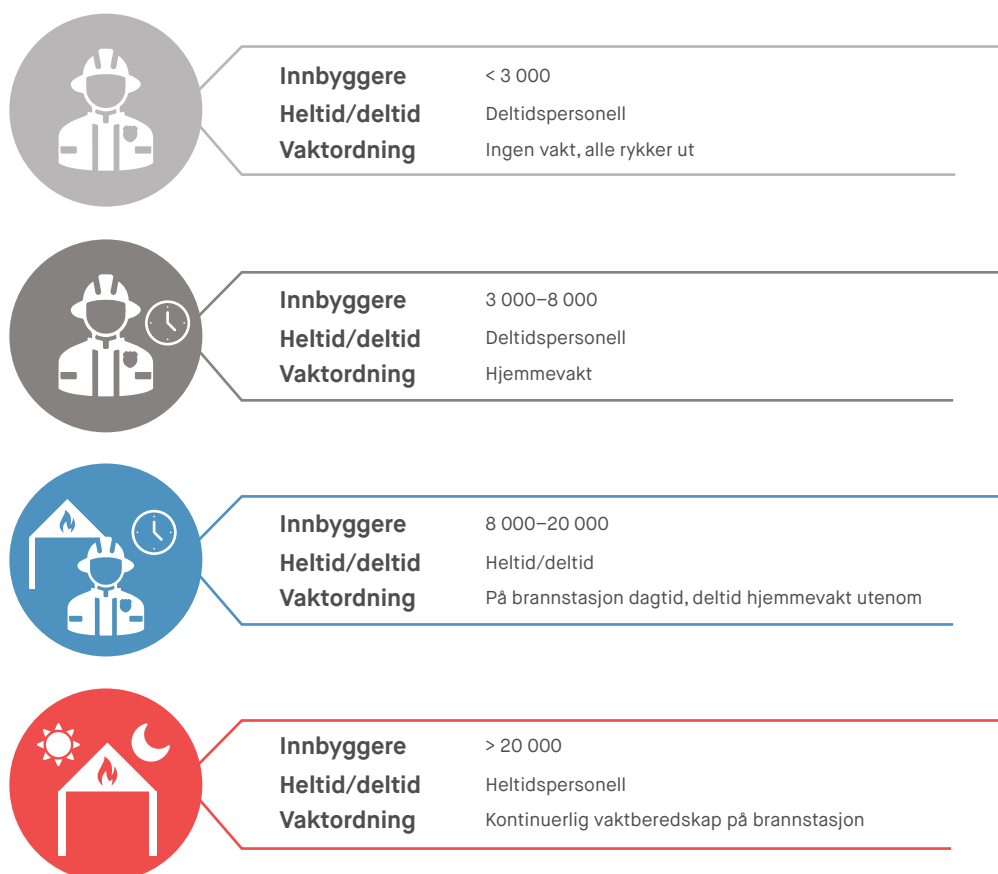 Innbyggere < 3 000
Heltid/deltid Deltidspersonell
Vaktordning Ingen vakt, alle rykker ut
Innbyggere 3 000–8 000
Heltid/deltid Deltidspersonell
Vaktordning Hjemmevakt
Innbyggere 8 000–20 000
Heltid/deltid Heltid/deltid
Vaktordning På brannstasjon dagtid, deltid hjemmevakt utenom
Innbyggere > 20 000
Heltid/deltid Heltidspersonell
Vaktordning Kontinuerlig vaktberedskap på brannstasjon